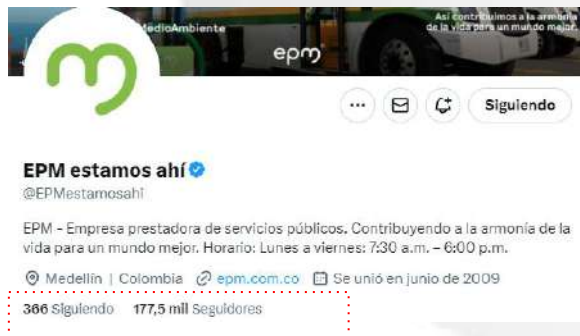 MedioAmbiente
Así contribuimos a la armonía
de la vida para un mundo mejor.
epm
Siguiendo
EPM estamos ahí
@EPMestamosahi
EPM - Empresa prestadora de servicios públicos. Contribuyendo a la armonía de la
vida para un mundo mejor. Horario: Lunes a viernes: 7:30 a.m. – 6:00 p.m.
Medellín | Colombia epm.com.co Se unió en junio de 2009
366 Siguiendo 177,5 mil Seguidores